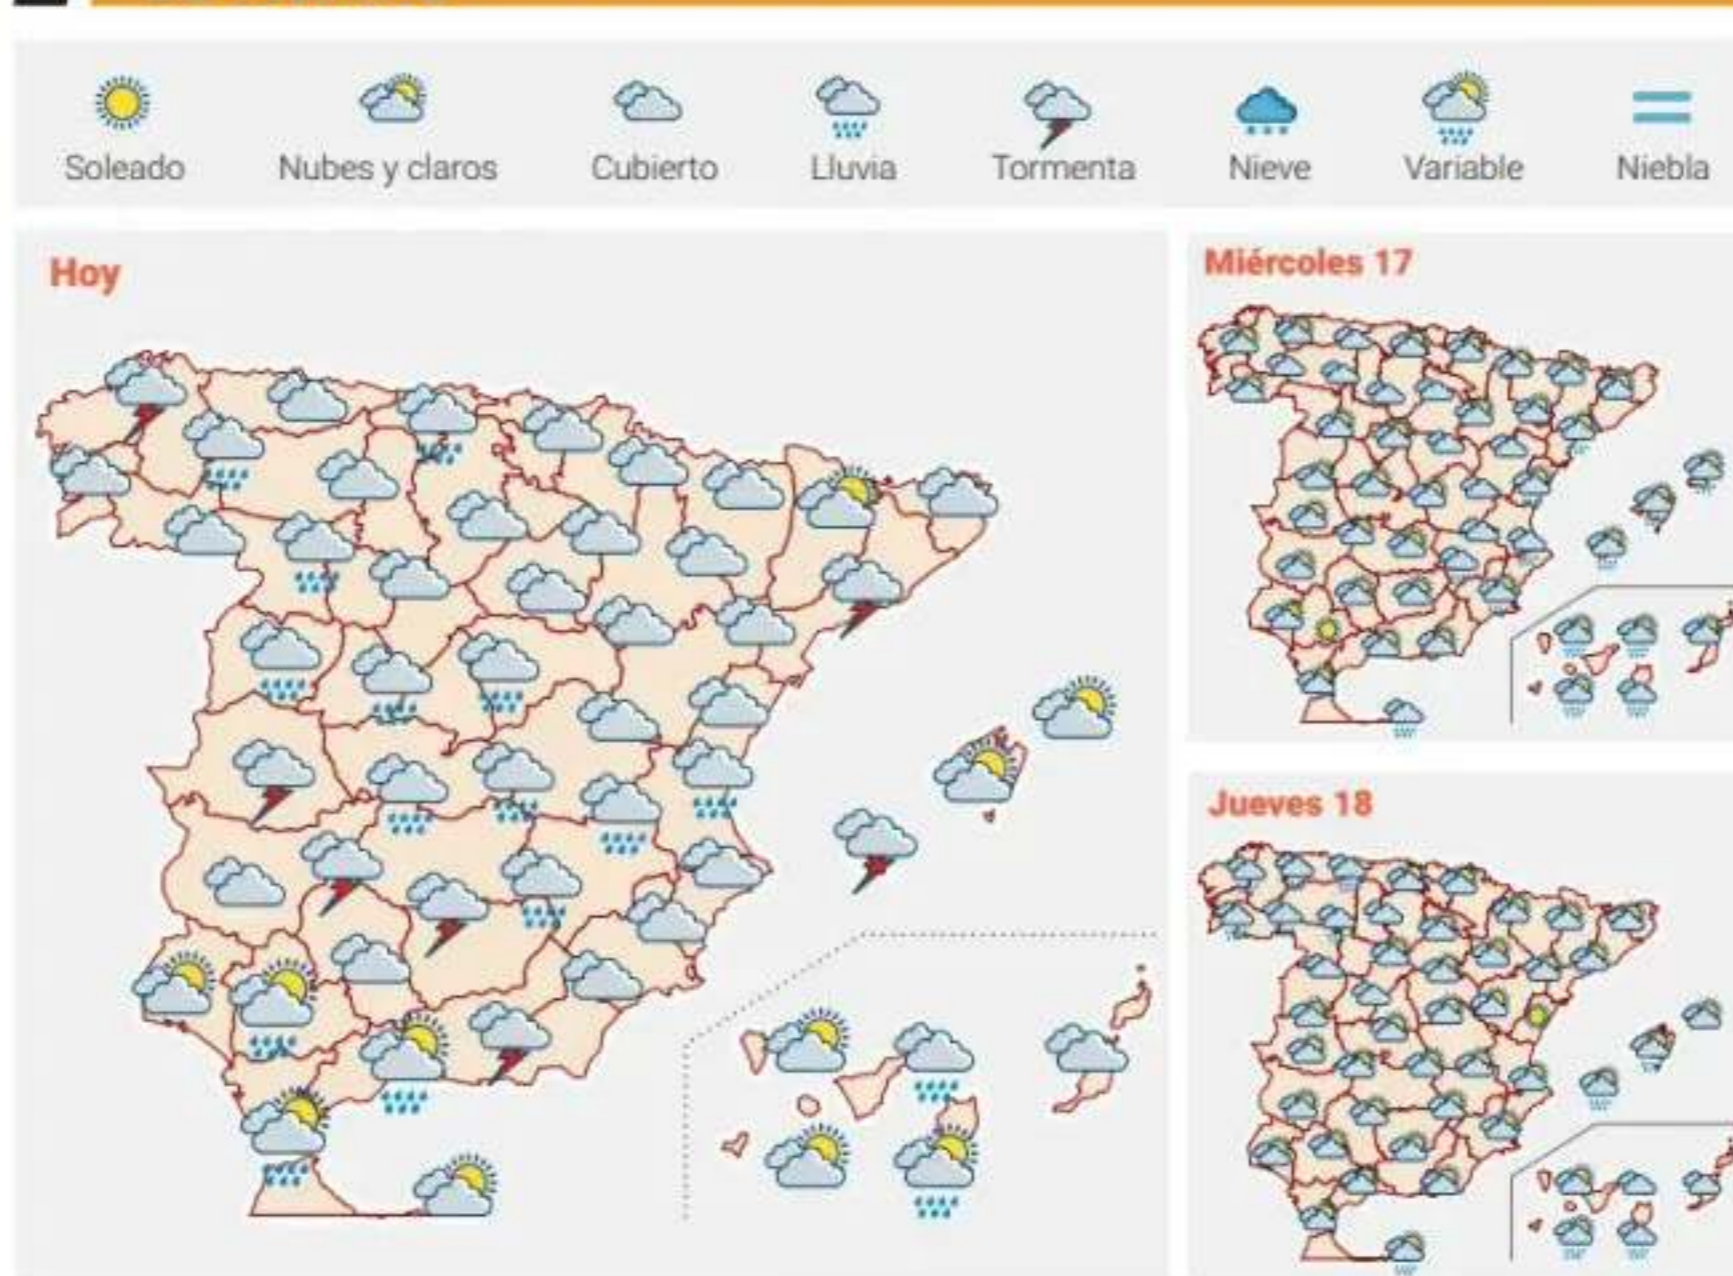 Soleado Nubes y claros Cubierto Lluvia Tormenta Nieve Variable Niebla
Hoy
Miércoles 17
Jueves 18